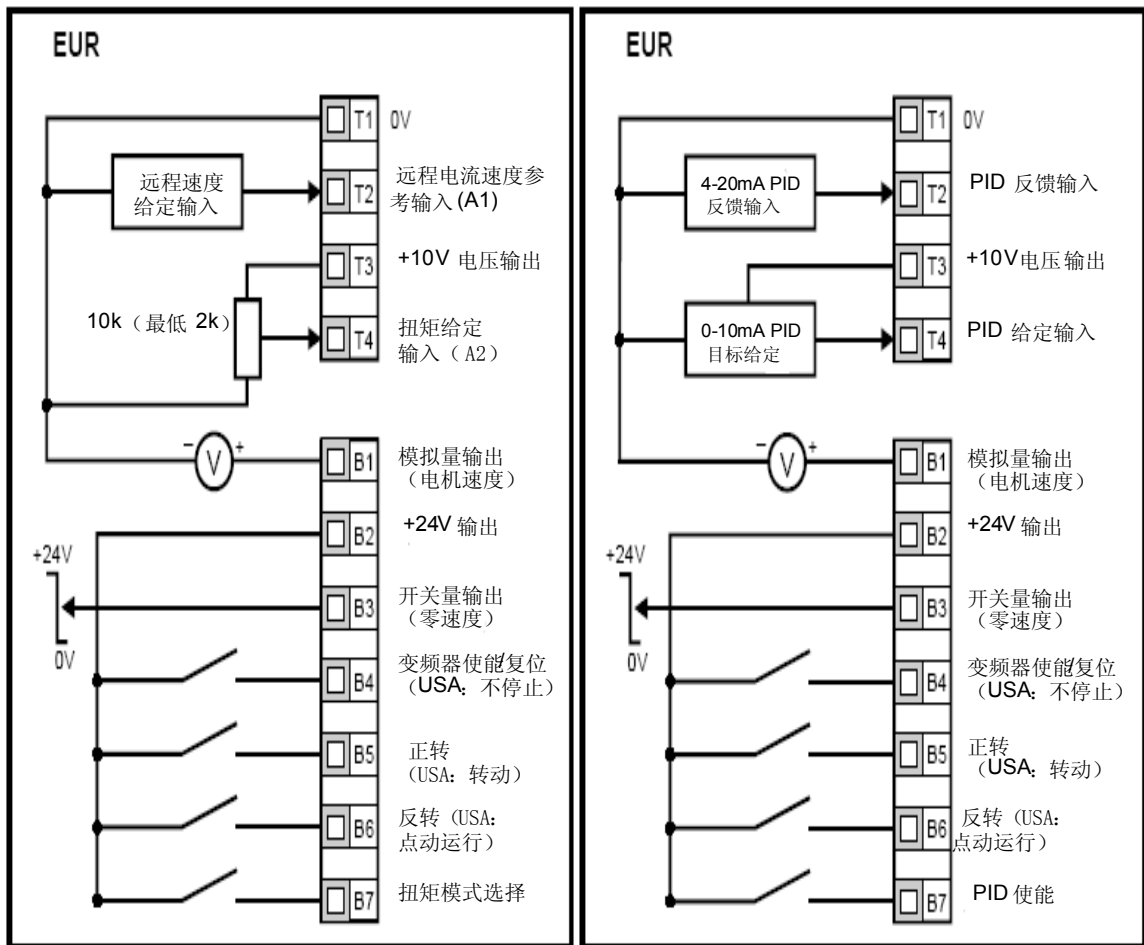 EUR
T1 0V
远程速度
给定输入
T2
远程电流速度参
考输入(A1)
T3
+10V 电压输出
10k（最低 2k）
T4
扭矩给定
输入（A2）
− V +
B1
模拟量输出
（电机速度）
B2
+24V 输出
+24V
0V
B3
开关量输出
（零速度）
B4
变频器使能/复位
（USA：不停止）
B5
正转
（USA：转动）
B6
反转（USA：
点动运行）
B7
扭矩模式选择
EUR
T1 0V
4-20mA PID
反馈输入
T2
PID 反馈输入
T3
+10V电压输出
0-10mA PID
目标给定
T4
PID 给定输入
− V +
B1
模拟量输出
（电机速度）
B2
+24V 输出
+24V
0V
B3
开关量输出
（零速度）
B4
变频器使能/复位
（USA：不停止）
B5
正转
（USA：转动）
B6
反转（USA：
点动运行）
B7
PID 使能